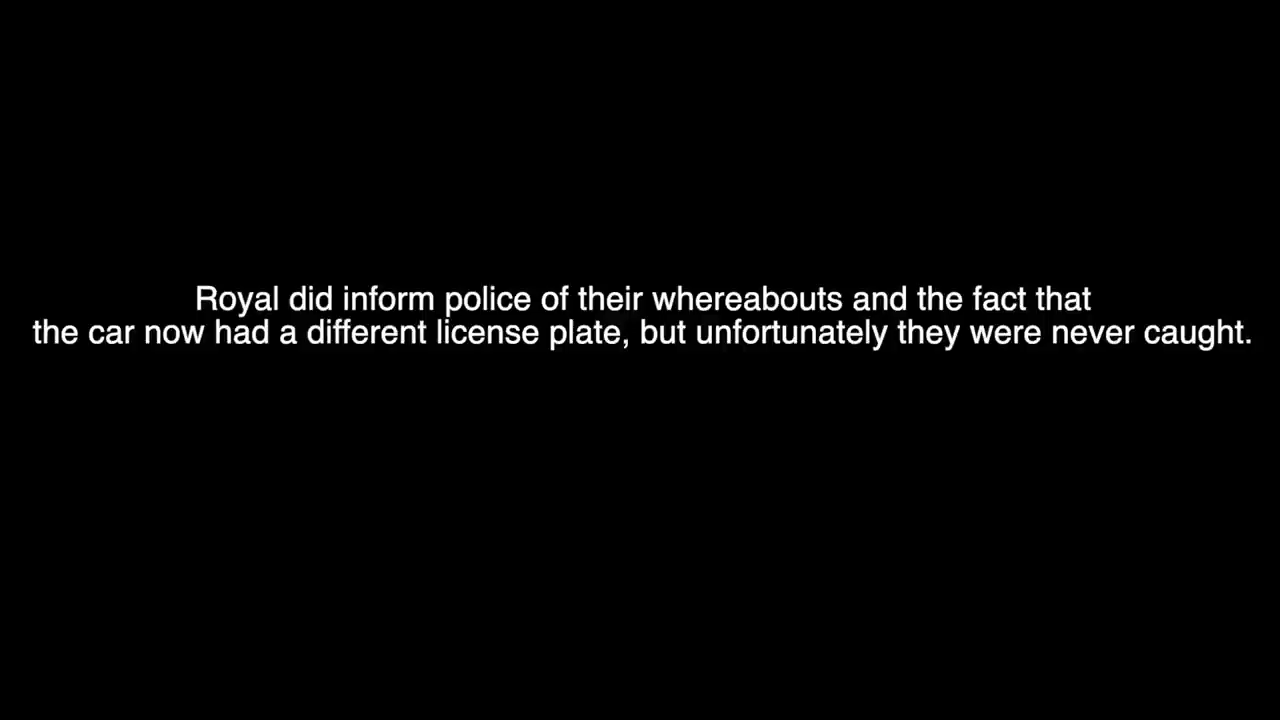 Royal did inform police of their whereabouts and the fact that
the car now had a different license plate, but unfortunately they were never caught.